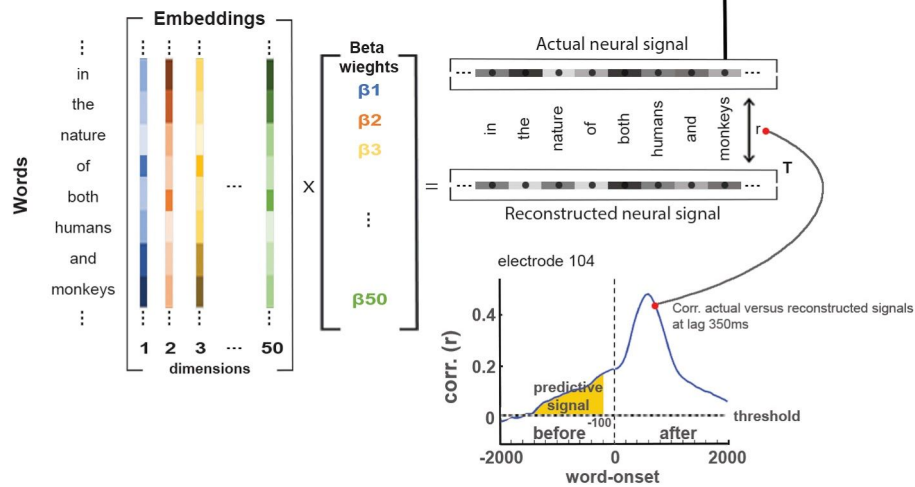 Embeddings
Words
in
the
nature
of
both
humans
and
monkeys
...
1 2 3 ... 50
dimensions
X
Beta
wieghts
β1
β2
β3
β50
=
Actual neural signal
... ...
in the nature of both humans and monkeys
r
T
... ...
Reconstructed neural signal
electrode 104
corr. (r)
0.4
0.2
0
Corr. actual versus reconstructed signals
at lag 350ms
predictive
signal
-100
threshold
before after
-2000 0 2000
word-onset